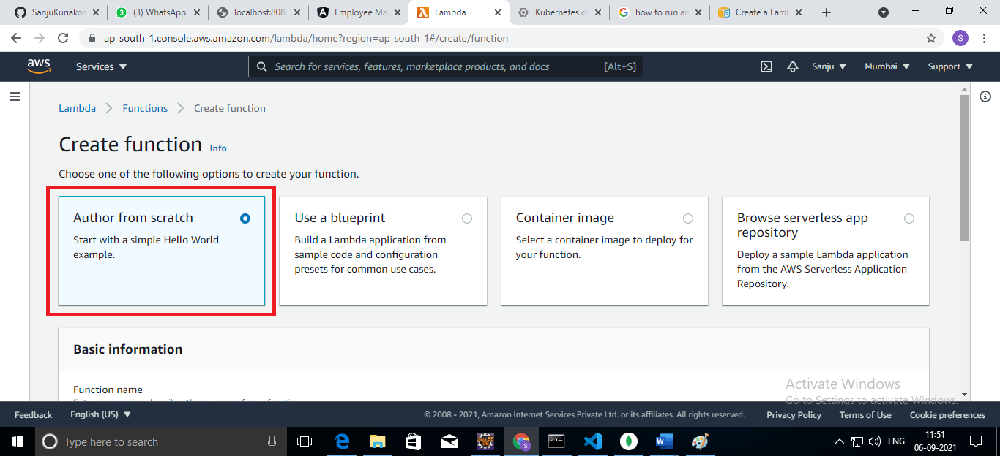 SanjuKuriakos
(3) WhatsApp
localhost:808
Employee Ma
Lambda
Kubernetes cl
how to run an
Create a Lam
ap-south-1.console.aws.amazon.com/lambda/home?region=ap-south-1#/create/function
S
aws
Services
Search for services, features, marketplace products, and docs
[Alt+S]
Sanju
Mumbai
Support
Lambda
Functions
Create function
Create function Info
Choose one of the following options to create your function.
Author from scratch
Start with a simple Hello World
example.
Use a blueprint
Build a Lambda application from
sample code and configuration
presets for common use cases.
Container image
Select a container image to deploy for
your function.
Browse serverless app
repository
Deploy a sample Lambda application
from the AWS Serverless Application
Repository.
Basic information
Function name
Activate Windows
Go to Settings to activate Windows.
Feedback
English (US)
© 2008 - 2021, Amazon Internet Services Private Ltd. or its affiliates. All rights reserved.
Privacy Policy
Terms of Use
Cookie preferences
Type here to search
ENG
11:51
06-09-2021